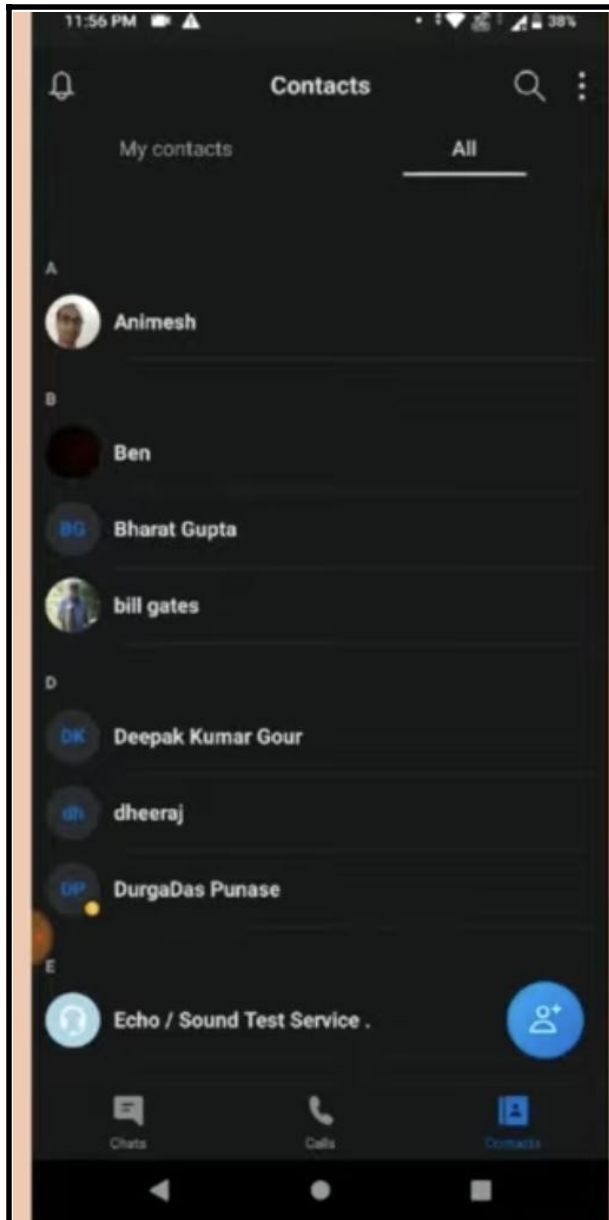 11:56 PM 38%
Contacts
My contacts All
A
Animesh
B
Ben
BG Bharat Gupta
bill gates
D
DK Deepak Kumar Gour
dh dheeraj
DP DurgaDas Punase
E
Echo / Sound Test Service .
Chats Calls Contacts